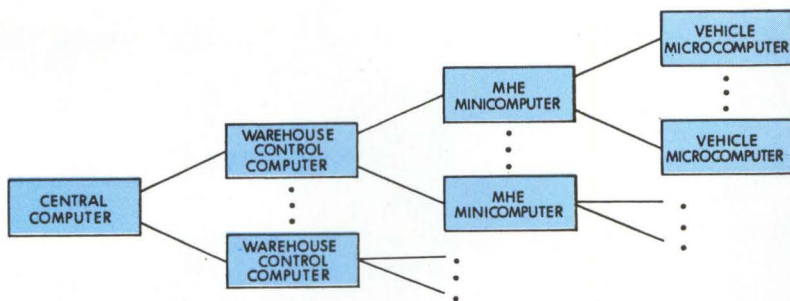 CENTRAL
COMPUTER
WAREHOUSE
CONTROL
COMPUTER
WAREHOUSE
CONTROL
COMPUTER
MHE
MINICOMPUTER
MHE
MINICOMPUTER
VEHICLE
MICROCOMPUTER
VEHICLE
MICROCOMPUTER